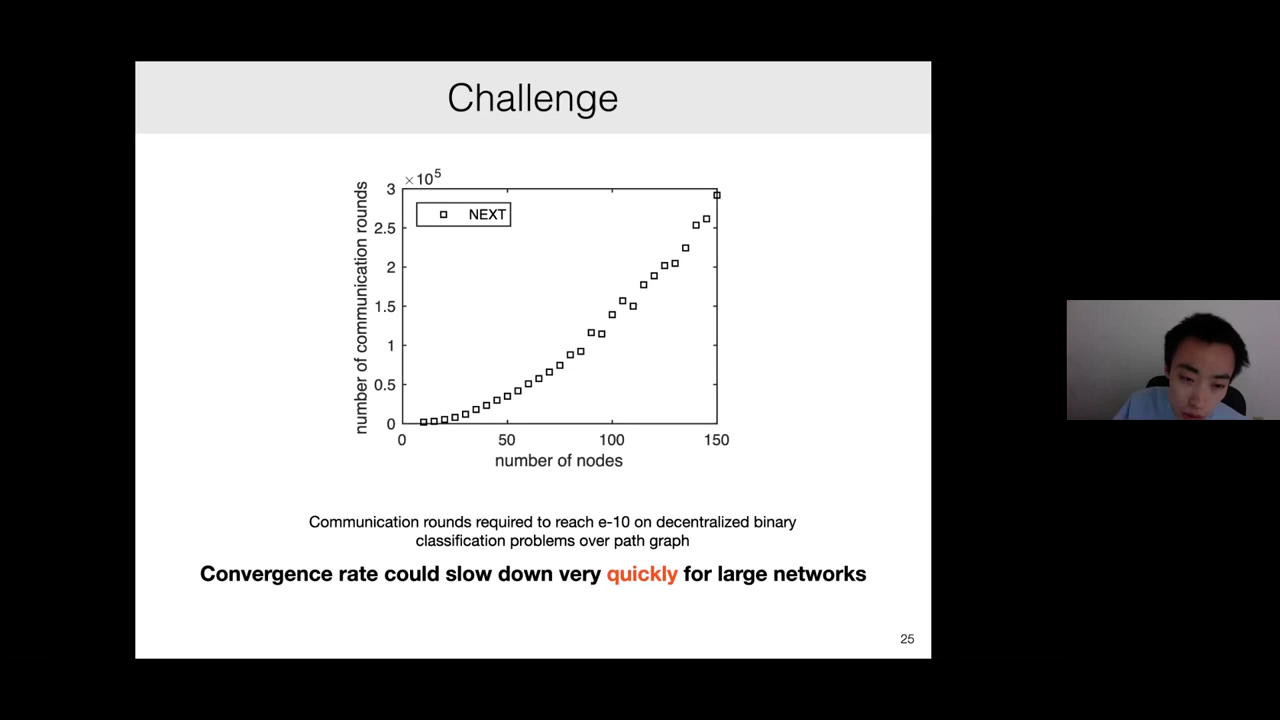 Challenge
×10^5
3
2.5
2
1.5
1
0.5
0
number of communication rounds
NEXT
0 50 100 150
number of nodes
Communication rounds required to reach e-10 on decentralized binary
classification problems over path graph
Convergence rate could slow down very quickly for large networks
25